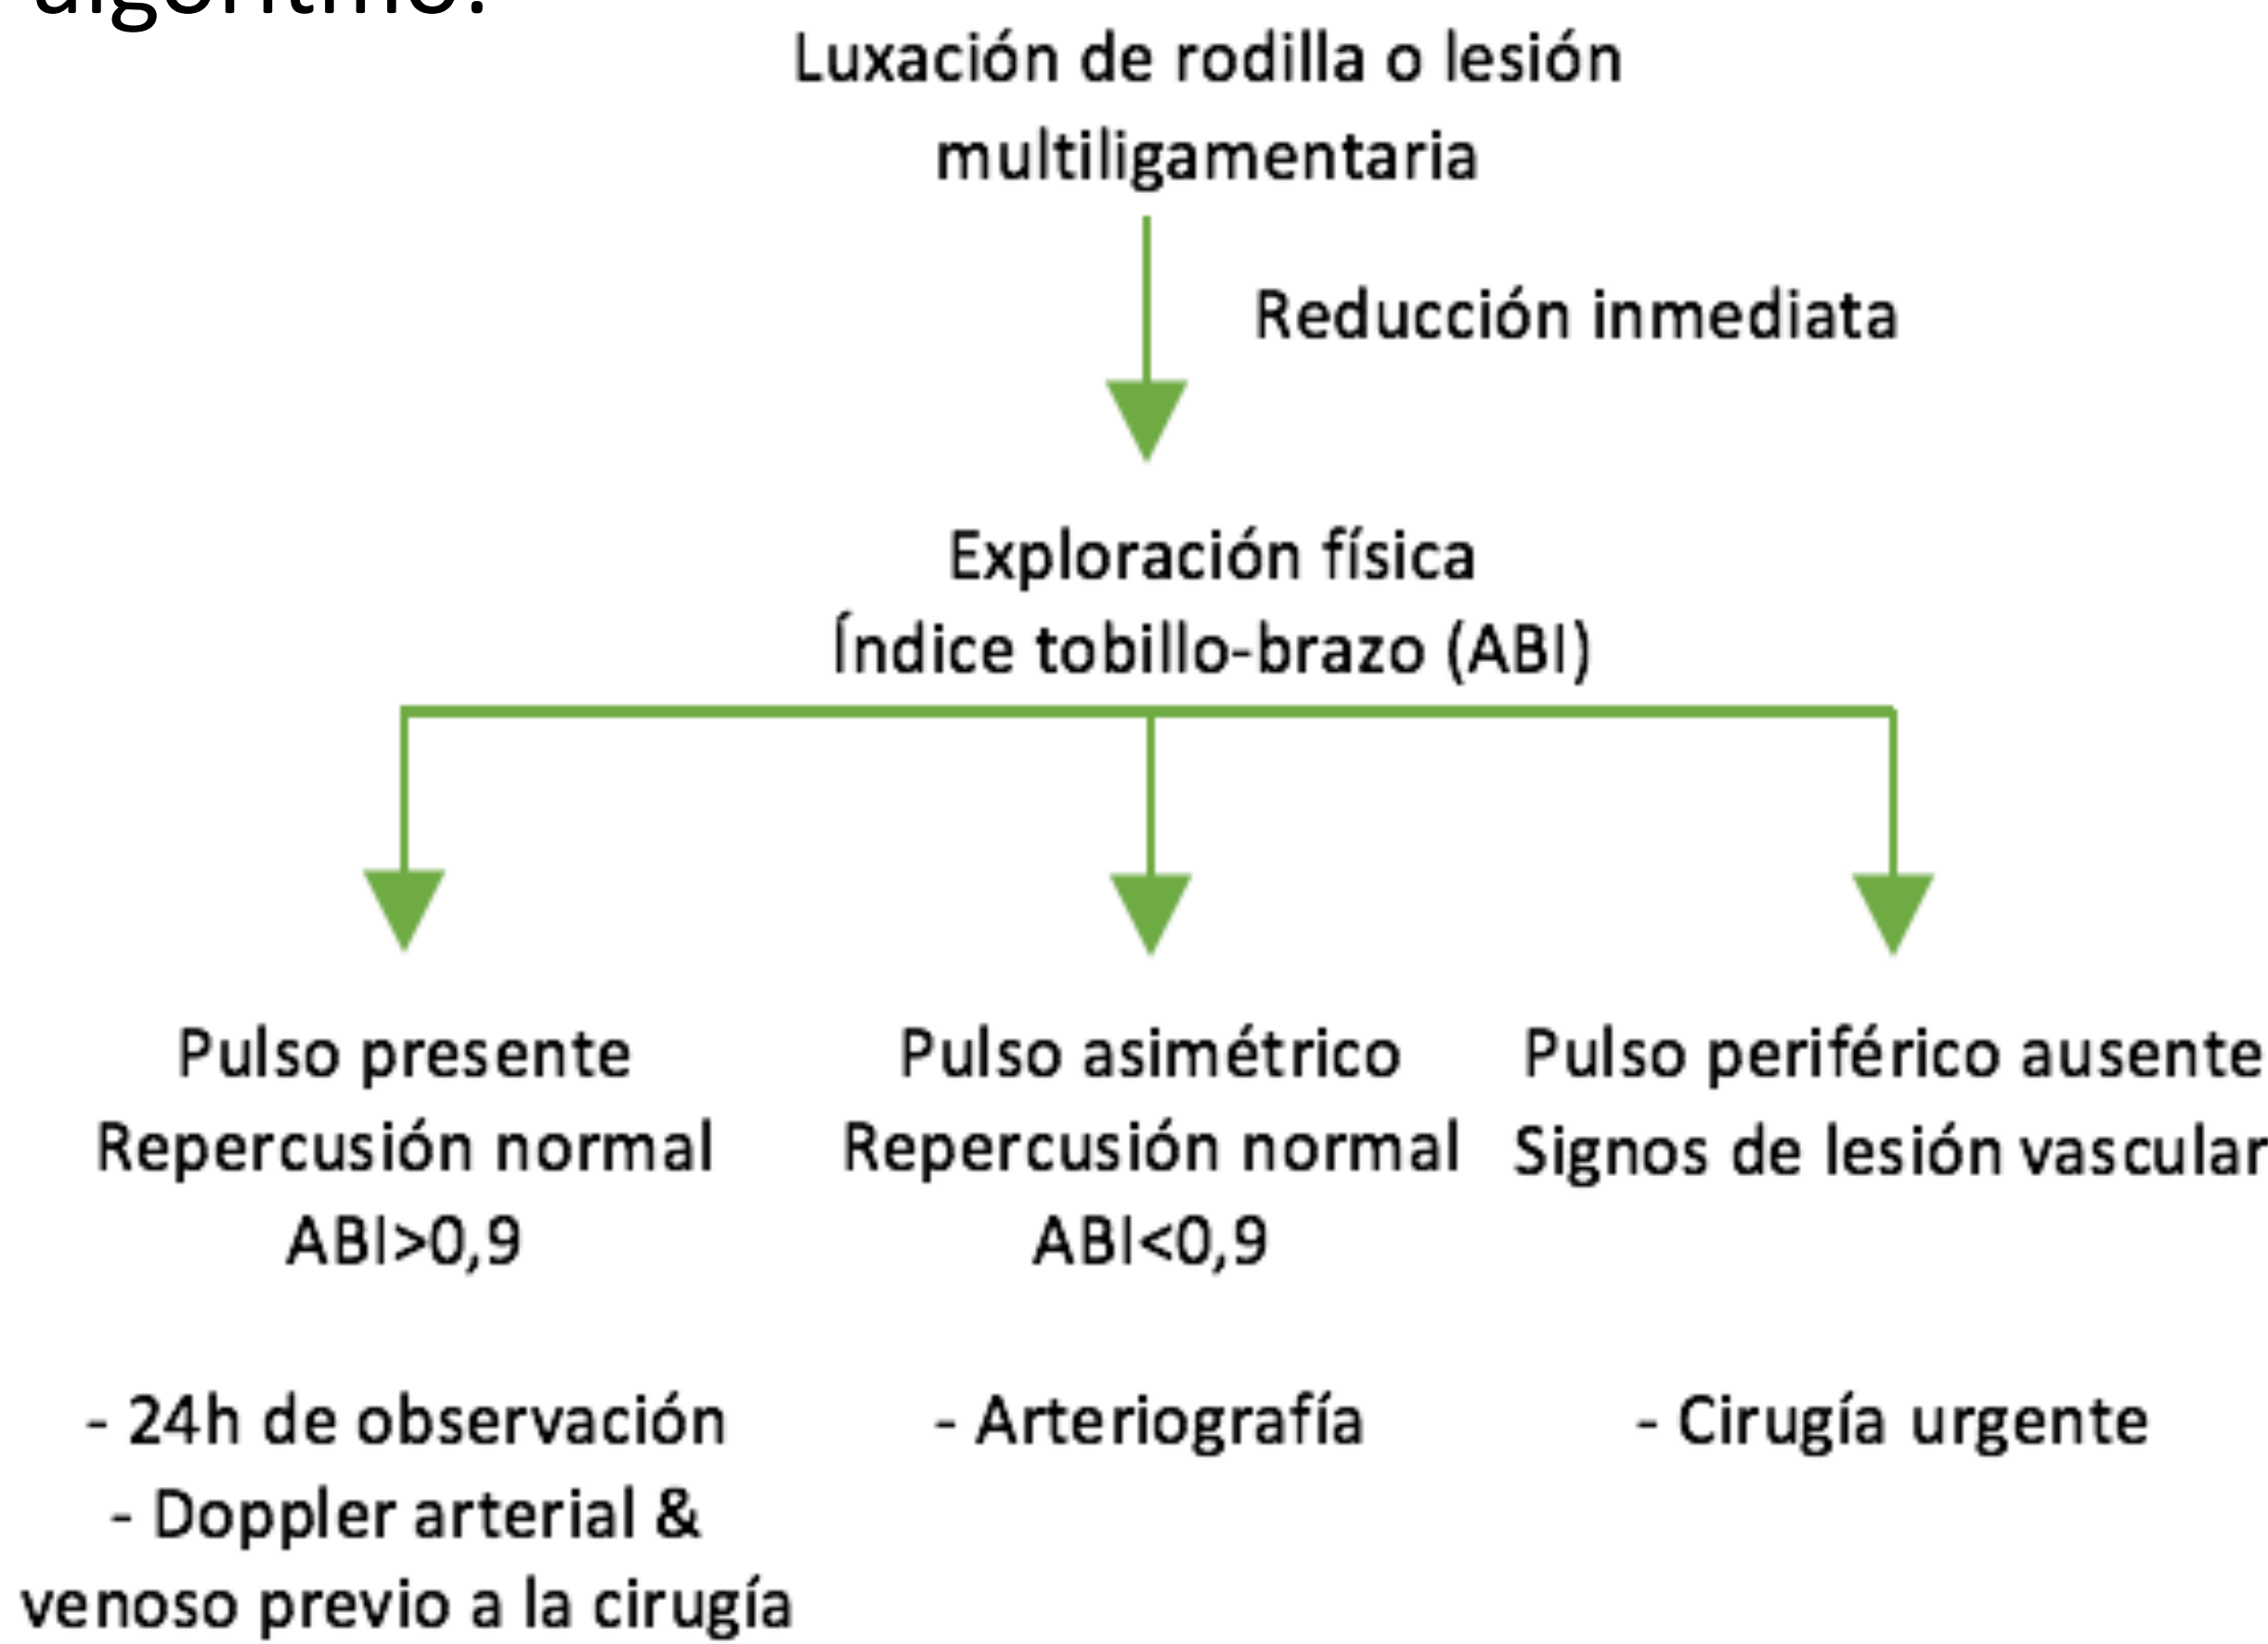 algoritmo:
Luxación de rodilla o lesión
multiligamentaria
Reducción inmediata
Exploración física
Índice tobillo-brazo (ABI)
Pulso presente
Repercusión normal
ABI>0,9
- 24h de observación
- Doppler arterial &
venoso previo a la cirugía
Pulso asimétrico
Repercusión normal
ABI<0,9
- Arteriografía
Pulso periférico ausente
Signos de lesión vascular
- Cirugía urgente